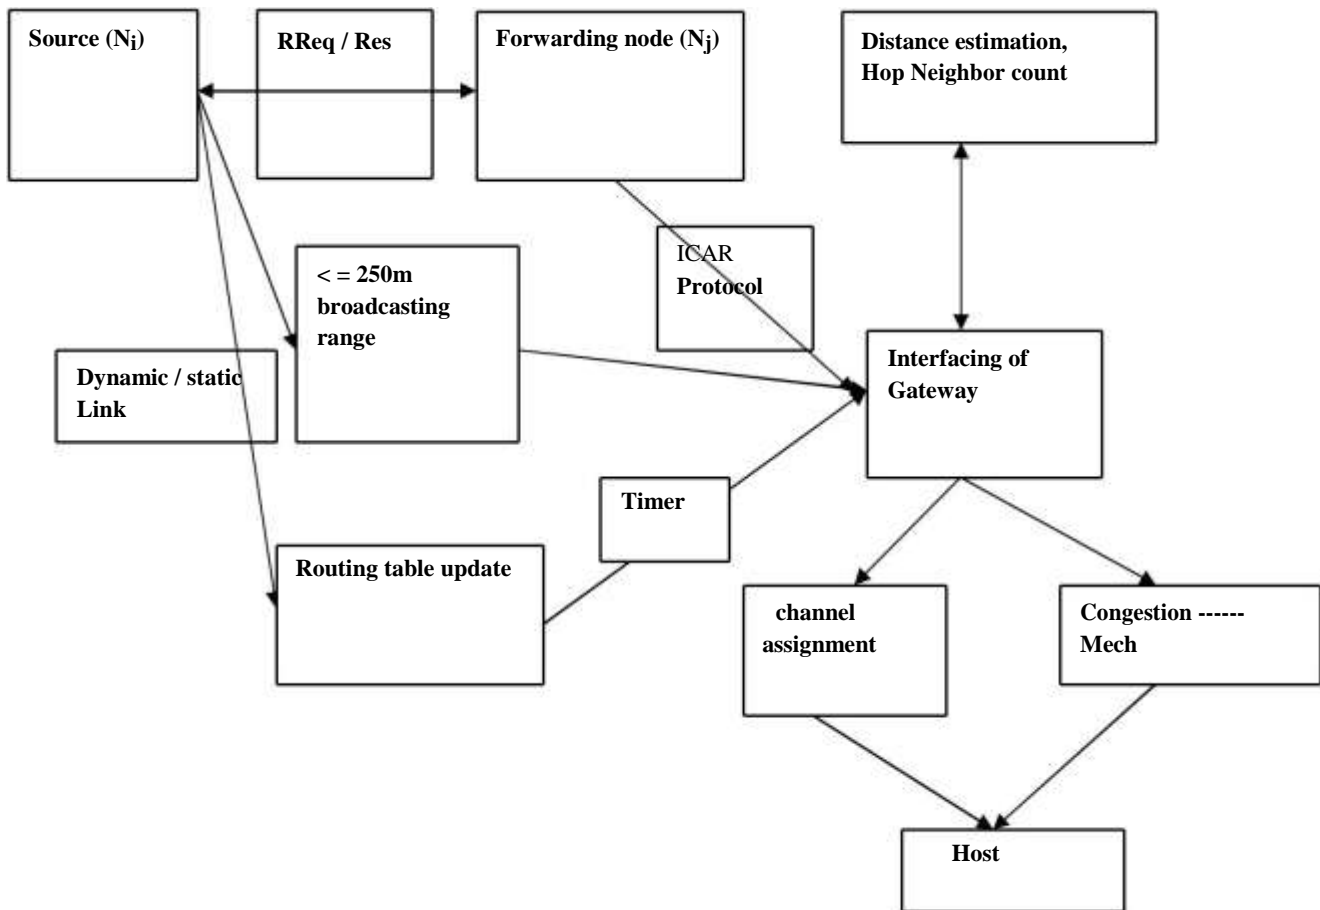 Source (Ni)
RReq / Res
Forwarding node (Nj)
Distance estimation,
Hop Neighbor count
ICAR
Protocol
< = 250m
broadcasting
range
Interfacing of
Gateway
Dynamic / static
Link
Timer
Routing table update
channel
assignment
Congestion ------
Mech
Host